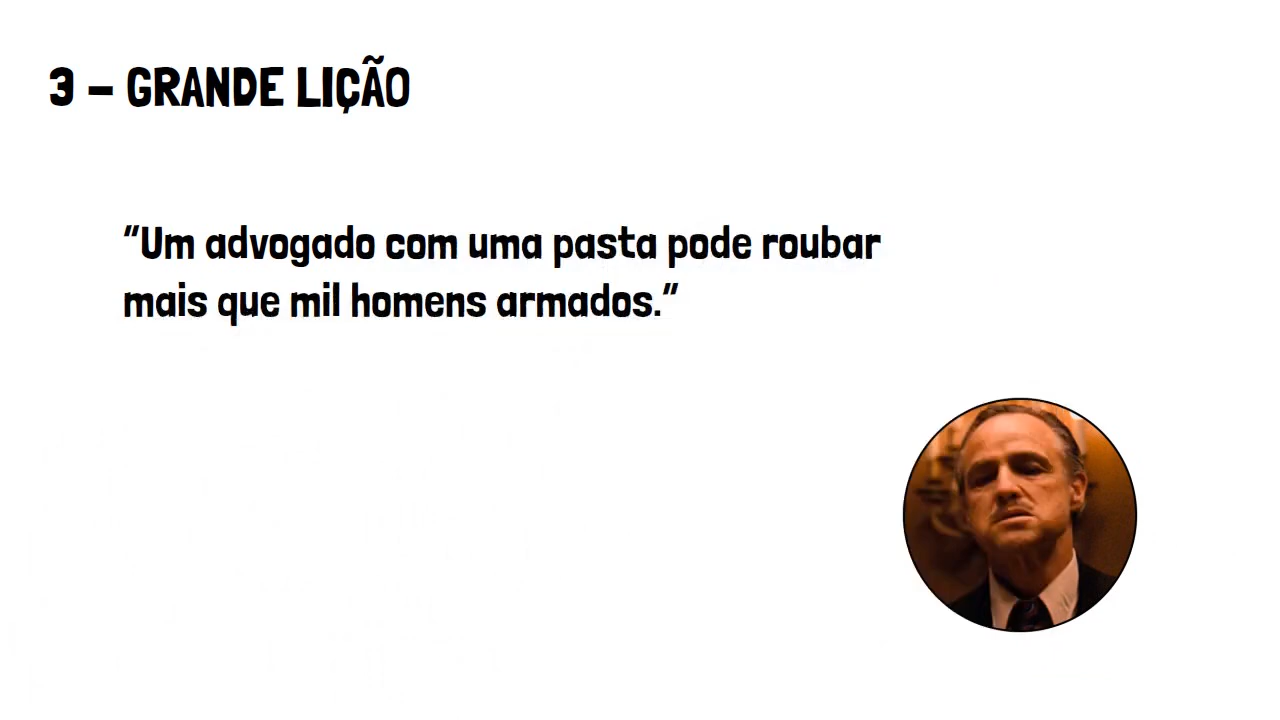 3 – GRANDE LIÇÃO
“Um advogado com uma pasta pode roubar
mais que mil homens armados.”